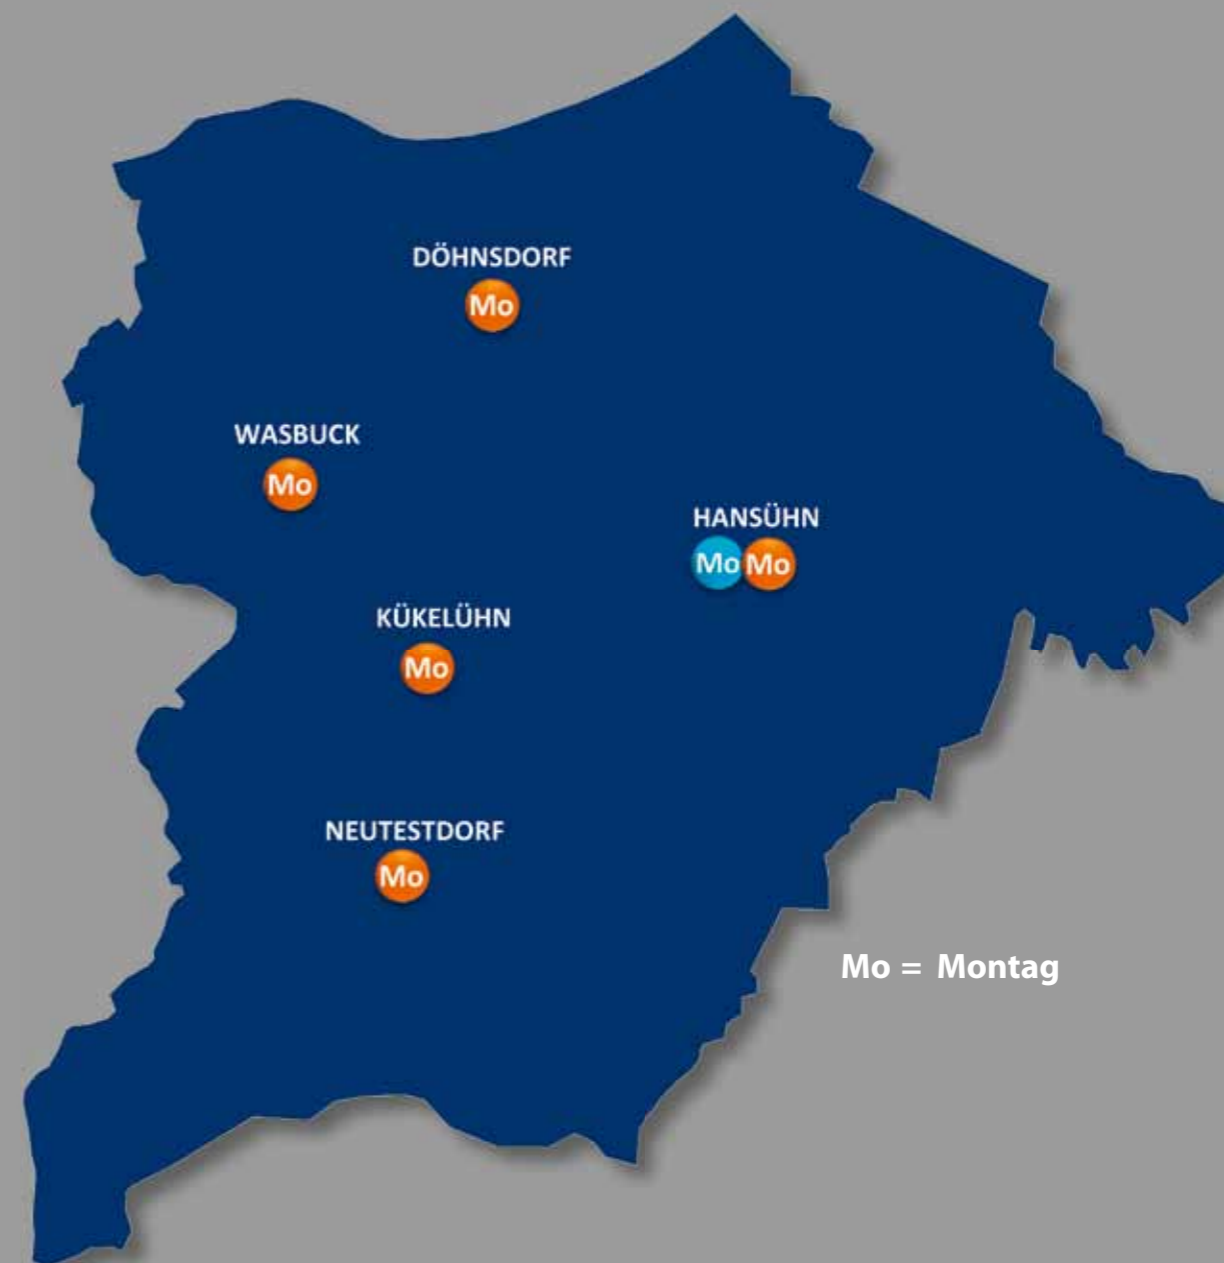 DÖHNSDORF
Mo
WASBUCK
Mo
HANSÜHN
Mo Mo
KÜKELÜHN
Mo
NEUTESTDORF
Mo
Mo = Montag